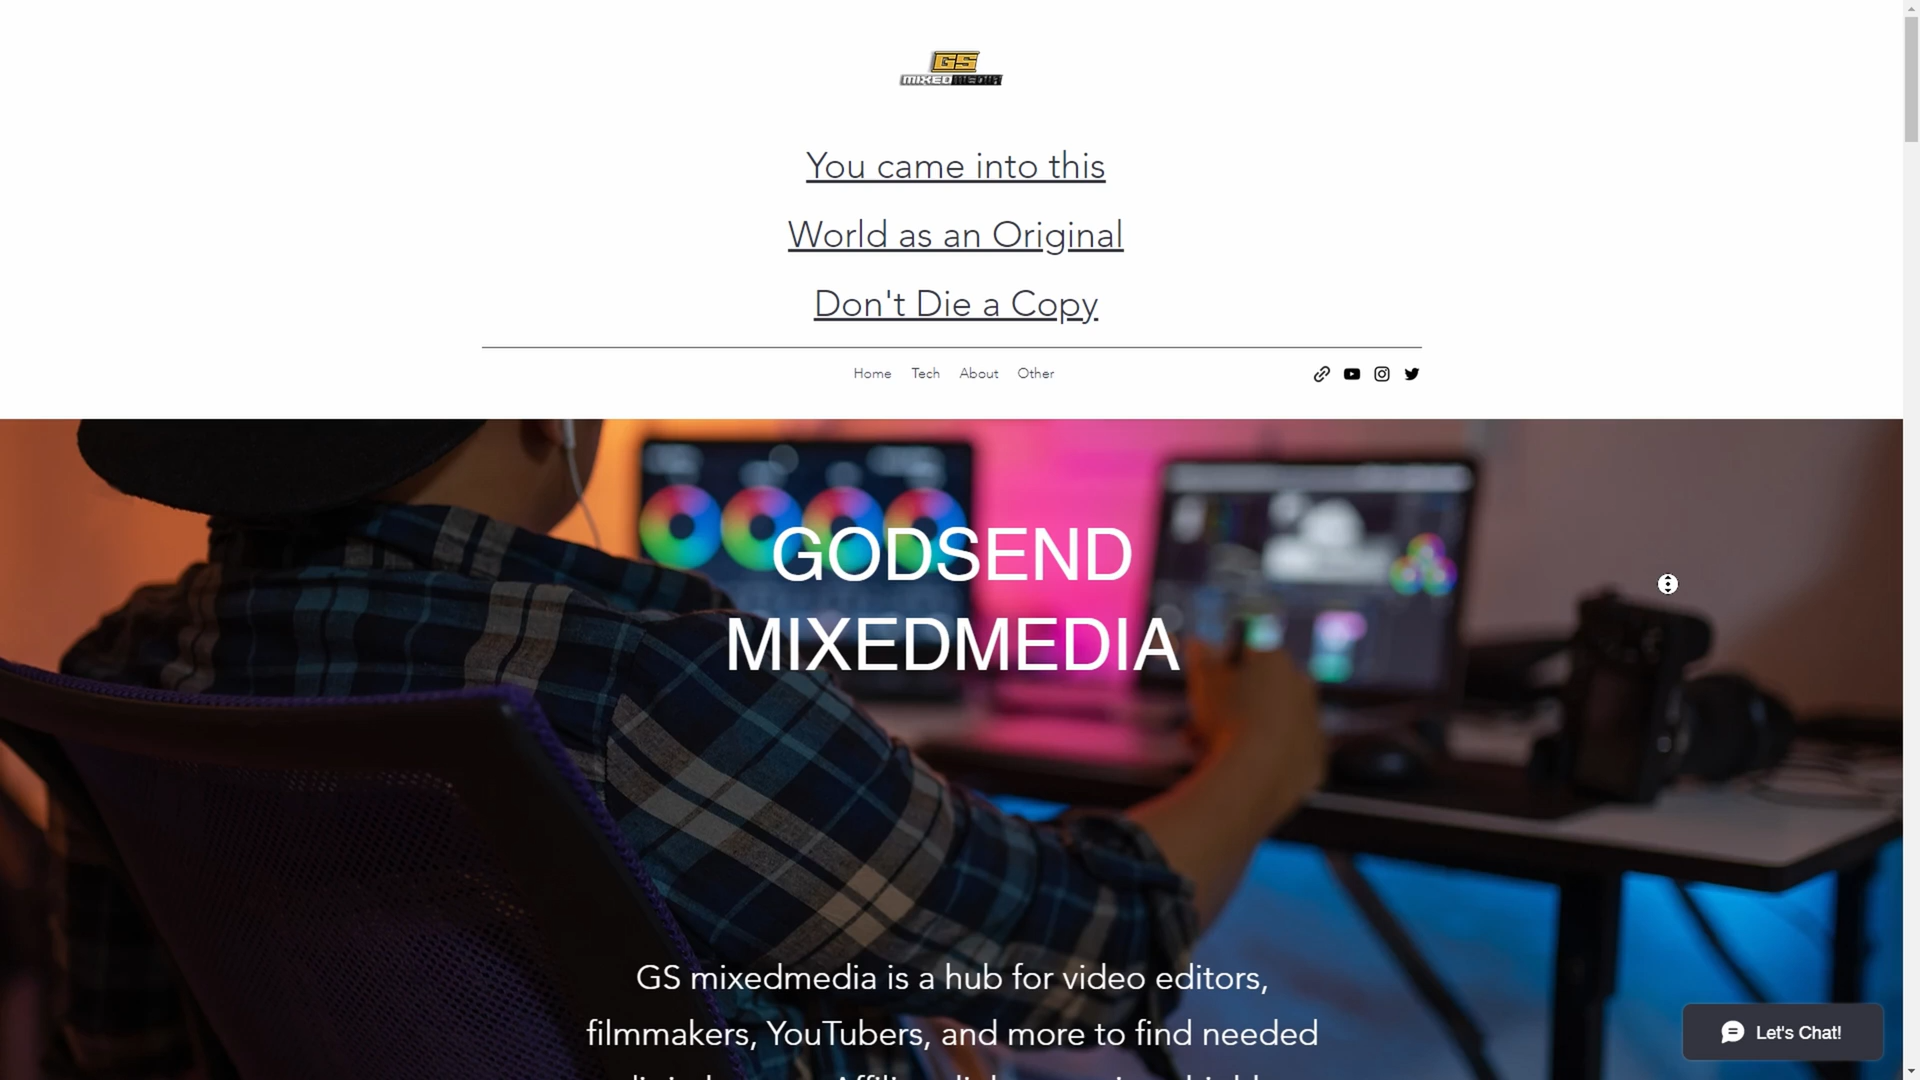 GS
MIXEDMEDIA
You came into this
World as an Original
Don't Die a Copy
Home Tech About Other
GODSEND
MIXEDMEDIA
GS mixedmedia is a hub for video editors,
filmmakers, YouTubers, and more to find needed
Let's Chat!